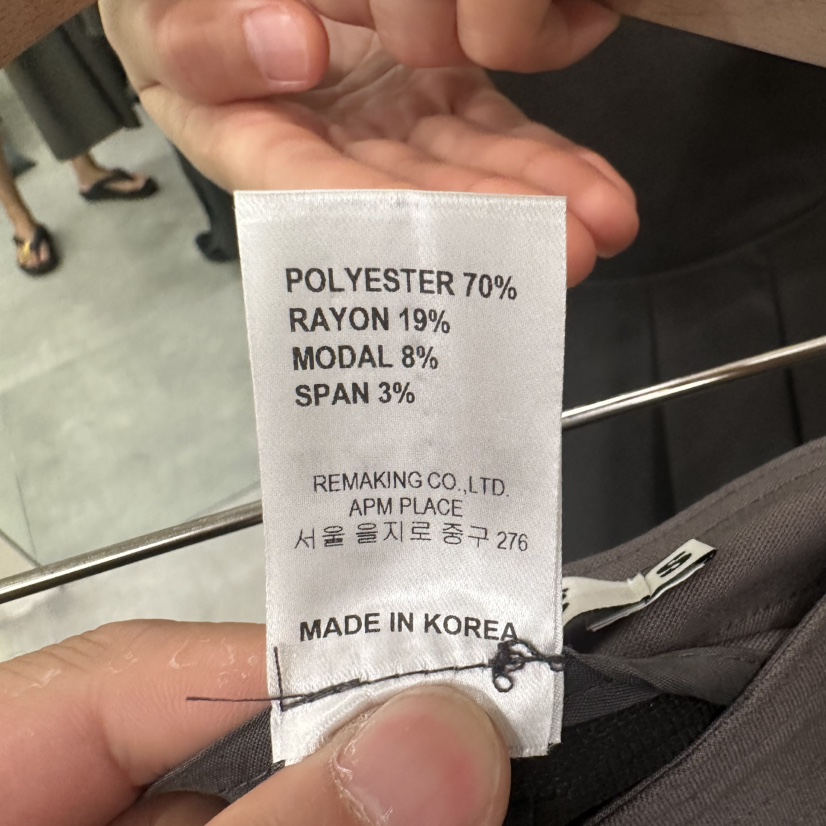 POLYESTER 70%
RAYON 19%
MODAL 8%
SPAN 3%
REMAKING CO.,LTD.
APM PLACE
서울 을지로 중구 276
MADE IN KOREA
S